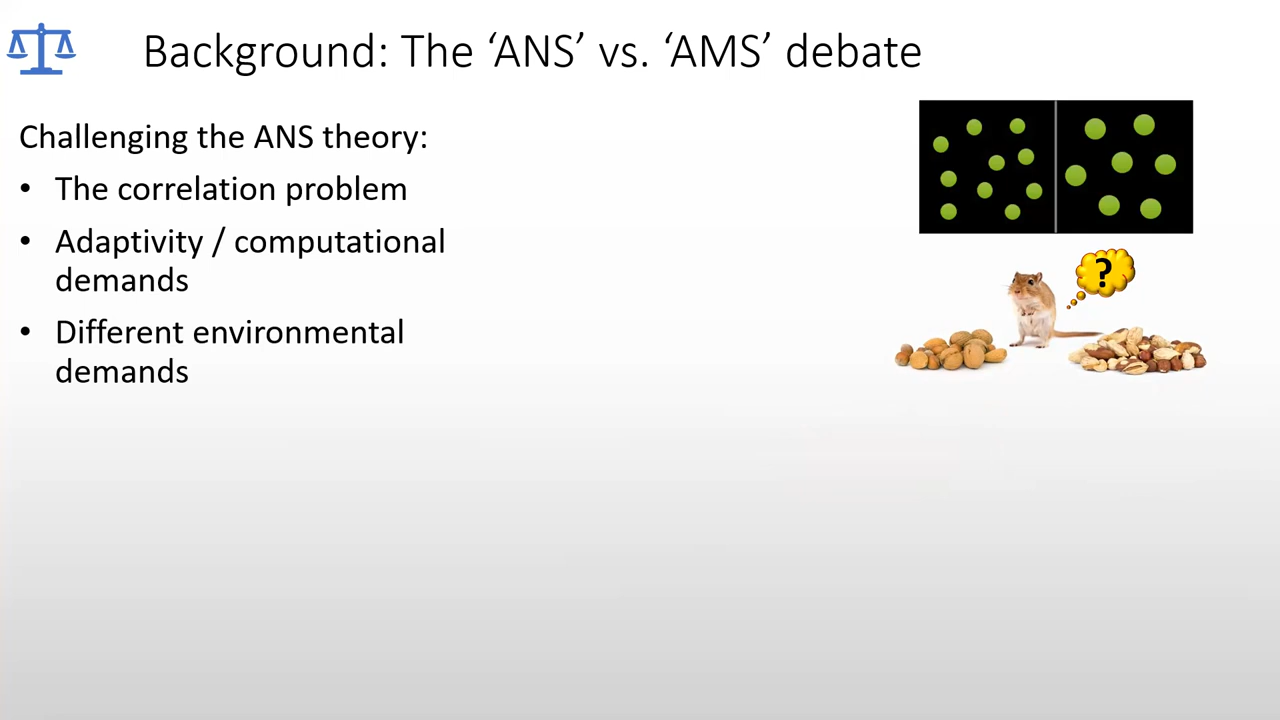 Background: The ‘ANS’ vs. ‘AMS’ debate
Challenging the ANS theory:
• The correlation problem
• Adaptivity / computational
demands
• Different environmental
demands
?